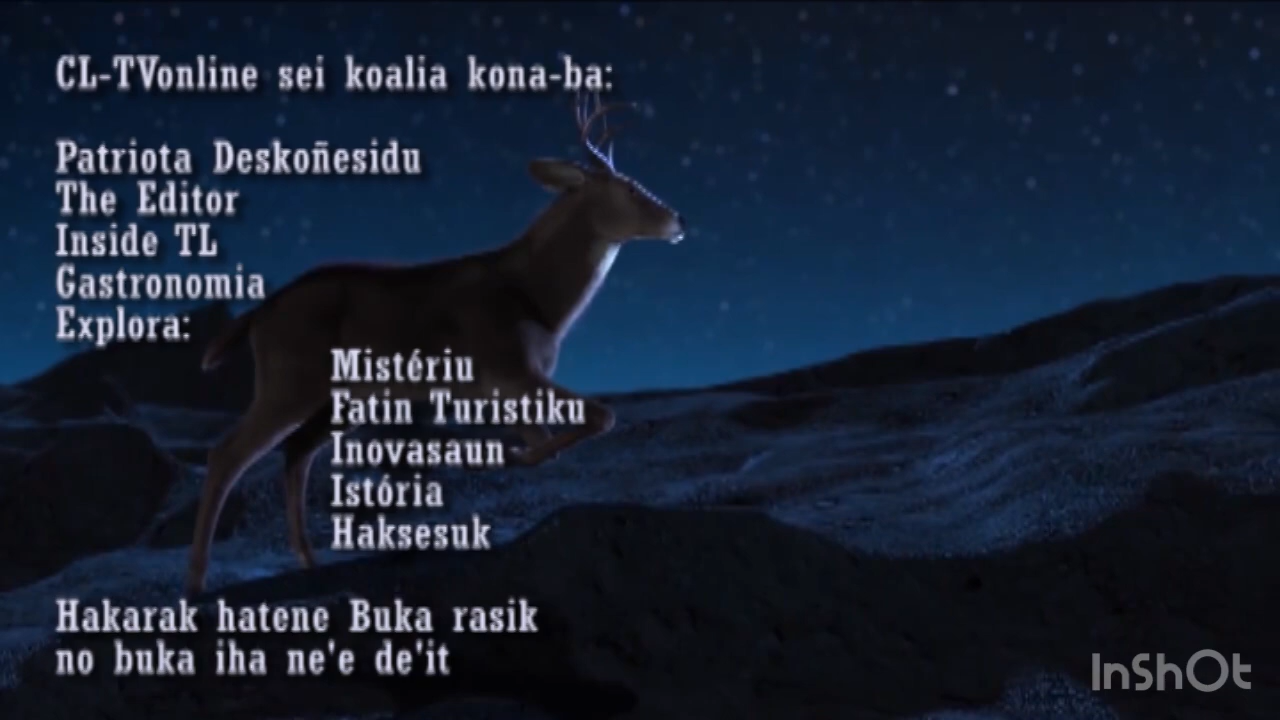 CL-TVonline sei koalia kona-ba:
Patriota Deskoñesidu
The Editor
Inside TL
Gastronomia
Explora:
Mistériu
Fatin Turistiku
Inovasaun
Istória
Haksesuk
Hakarak hatene Buka rasik
no buka iha ne'e de'it
InShOt